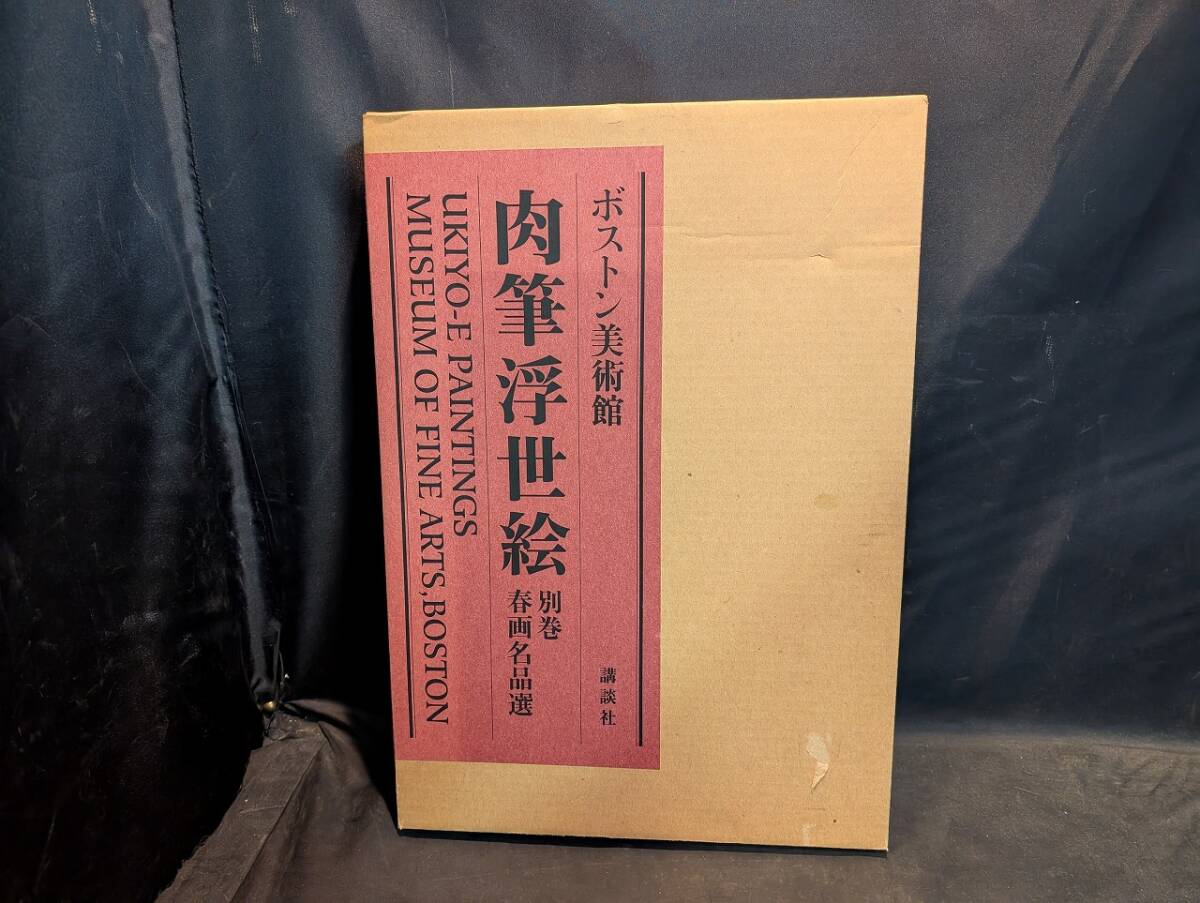 ボストン美術館
肉筆浮世絵
別巻
春画名品選
講談社
UKIYO-E PAINTINGS
MUSEUM OF FINE ARTS, BOSTON